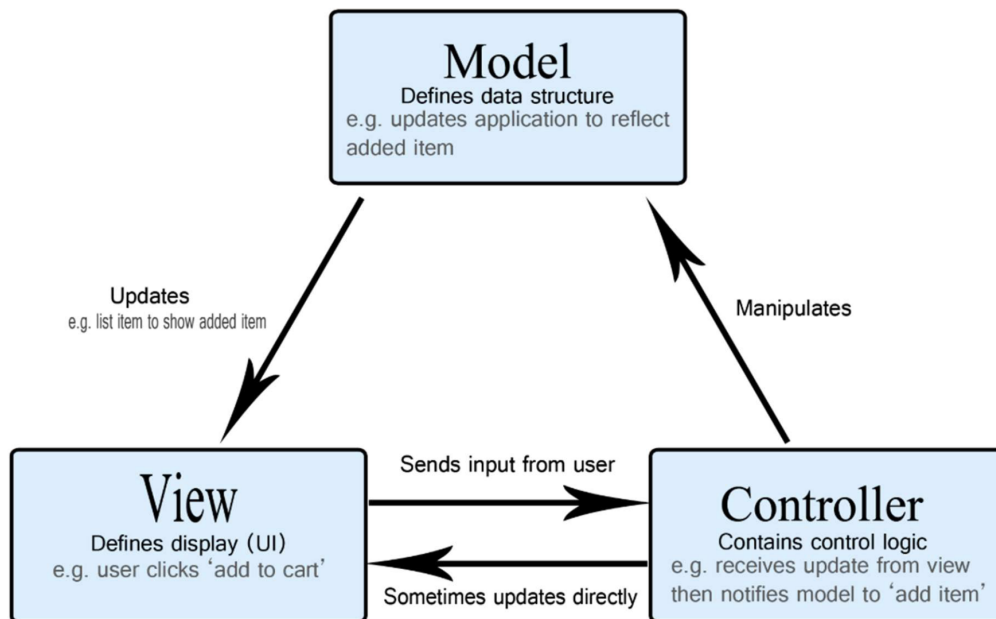 Model
Defines data structure
e.g. updates application to reflect
added item
Updates
e.g. list item to show added item
Manipulates
View
Defines display (UI)
e.g. user clicks ‘add to cart’
Sends input from user
Sometimes updates directly
Controller
Contains control logic
e.g. receives update from view
then notifies model to ‘add item’